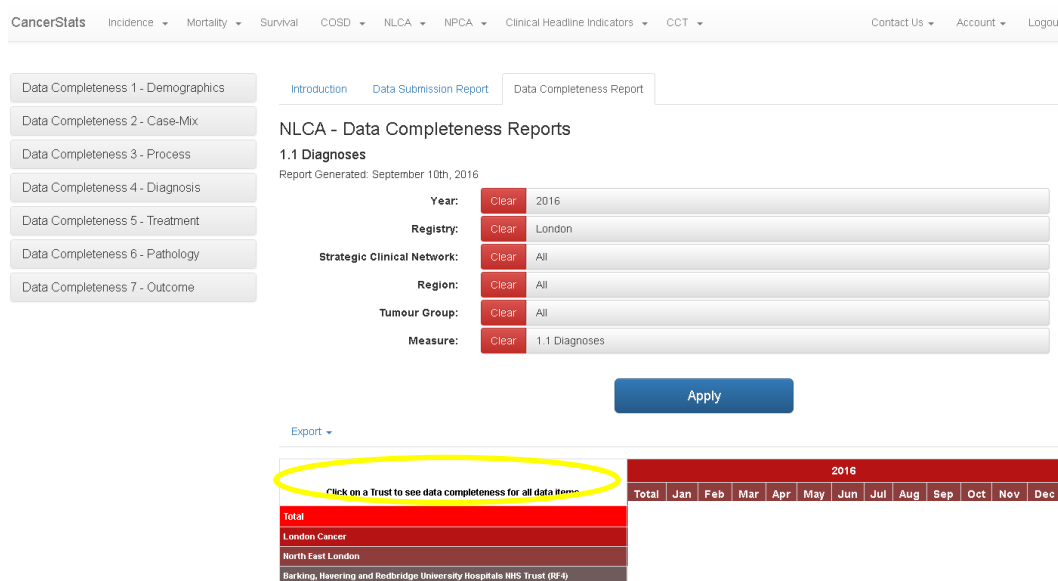 CancerStats Incidence Mortality Survival COSD NLCA NPCA Clinical Headline Indicators CCT Contact Us Account Logout
Data Completeness 1 - Demographics
Data Completeness 2 - Case-Mix
Data Completeness 3 - Process
Data Completeness 4 - Diagnosis
Data Completeness 5 - Treatment
Data Completeness 6 - Pathology
Data Completeness 7 - Outcome
Introduction Data Submission Report Data Completeness Report
NLCA - Data Completeness Reports
1.1 Diagnoses
Report Generated: September 10th, 2016
Year: Clear 2016
Registry: Clear London
Strategic Clinical Network: Clear All
Region: Clear All
Tumour Group: Clear All
Measure: Clear 1.1 Diagnoses
Apply
Export
2016
Click on a Trust to see data completeness for all data items Total Jan Feb Mar Apr May Jun Jul Aug Sep Oct Nov Dec
Total
London Cancer
North East London
Barking, Havering and Redbridge University Hospitals NHS Trust (RF4)